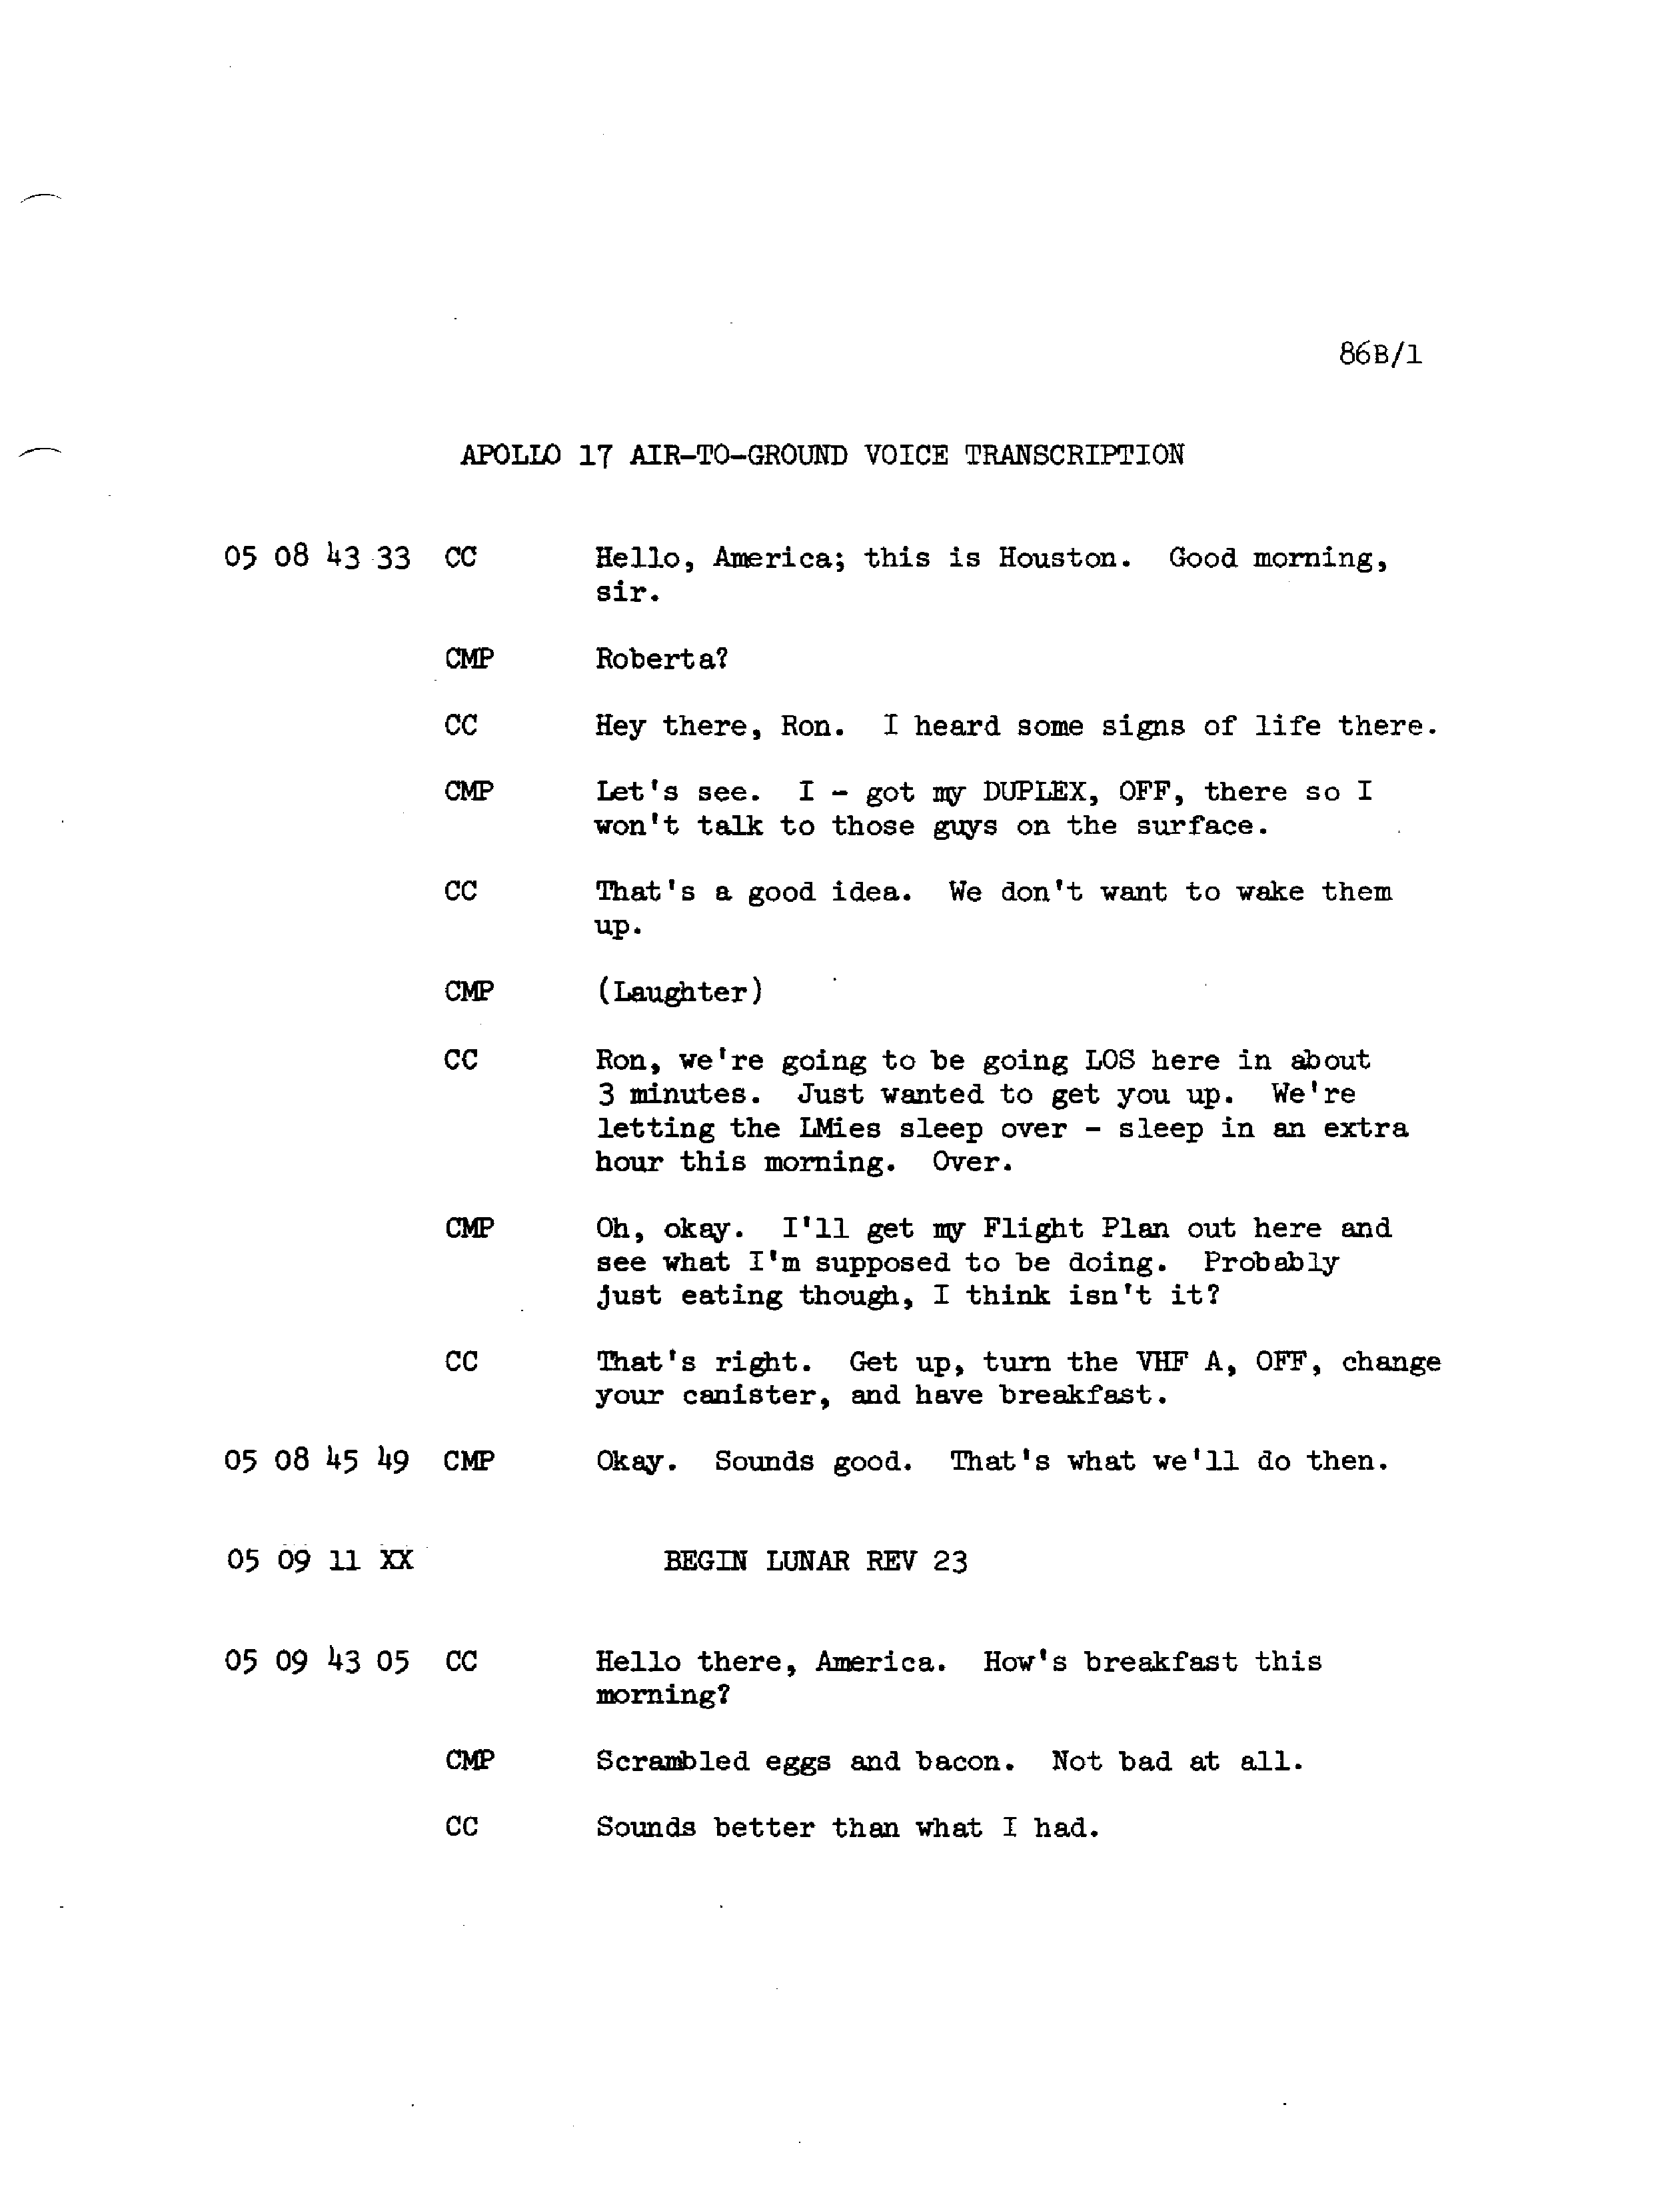 86B/1
APOLLO 17 AIR-TO-GROUND VOICE TRANSCRIPTION
05 08 43 33 CC Hello, America; this is Houston. Good morning,
sir.
CMP Roberta?
CC Hey there, Ron. I heard some signs of life there.
CMP Let's see. I - got my DUPLEX, OFF, there so I
won't talk to those guys on the surface.
CC That's a good idea. We don't want to wake them
up.
CMP (Laughter)
CC Ron, we're going to be going LOS here in about
3 minutes. Just wanted to get you up. We're
letting the LMies sleep over - sleep in an extra
hour this morning. Over.
CMP Oh, okay. I'll get my Flight Plan out here and
see what I'm supposed to be doing. Probably
just eating though, I think isn't it?
CC That's right. Get up, turn the VHF A, OFF, change
your canister, and have breakfast.
05 08 45 49 CMP Okay. Sounds good. That's what we'll do then.
05 09 11 XX BEGIN LUNAR REV 23
05 09 43 05 CC Hello there, America. How's breakfast this
morning?
CMP Scrambled eggs and bacon. Not bad at all.
CC Sounds better than what I had.